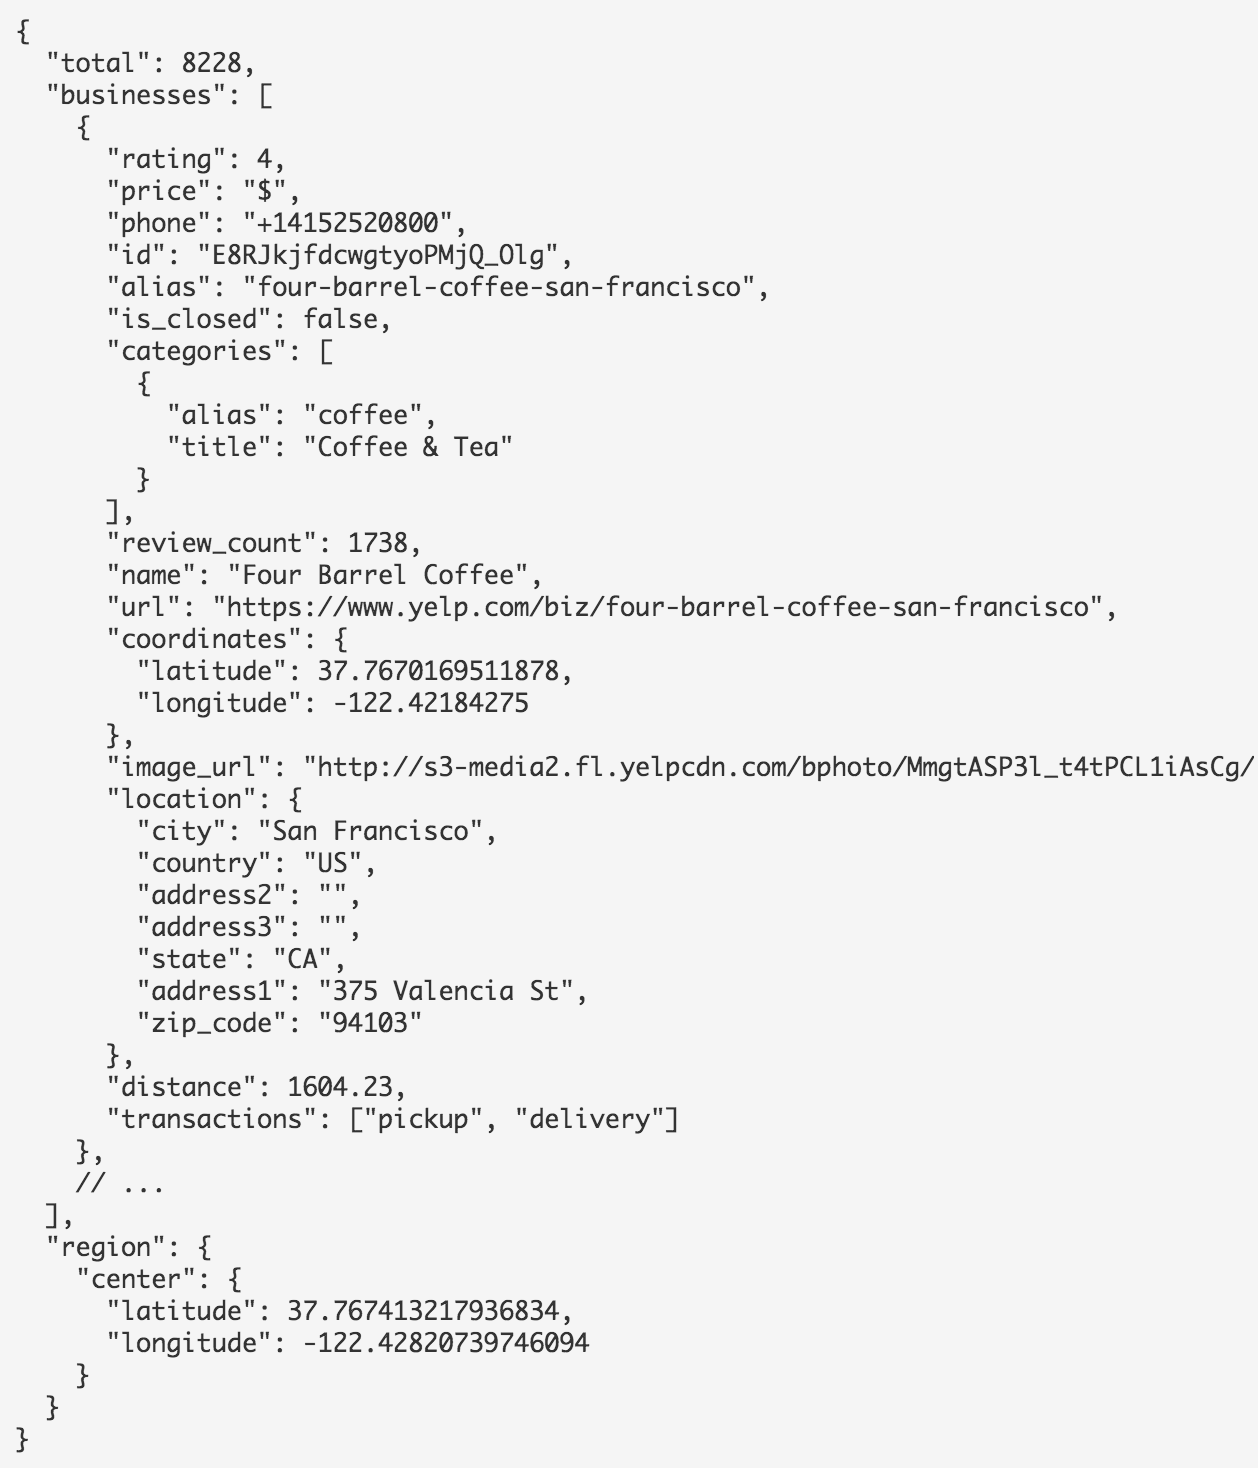 {
  "total": 8228,
  "businesses": [
    {
      "rating": 4,
      "price": "$",
      "phone": "+14152520800",
      "id": "E8RJkjfdcwgtyoPMjQ_Olg",
      "alias": "four-barrel-coffee-san-francisco",
      "is_closed": false,
      "categories": [
        {
          "alias": "coffee",
          "title": "Coffee & Tea"
        }
      ],
      "review_count": 1738,
      "name": "Four Barrel Coffee",
      "url": "https://www.yelp.com/biz/four-barrel-coffee-san-francisco",
      "coordinates": {
        "latitude": 37.7670169511878,
        "longitude": -122.42184275
      },
      "image_url": "http://s3-media2.fl.yelpcdn.com/bphoto/MmgtASP3l_t4tPCL1iAsCg/
      "location": {
        "city": "San Francisco",
        "country": "US",
        "address2": "",
        "address3": "",
        "state": "CA",
        "address1": "375 Valencia St",
        "zip_code": "94103"
      },
      "distance": 1604.23,
      "transactions": ["pickup", "delivery"]
    },
    // ...
  ],
  "region": {
    "center": {
      "latitude": 37.767413217936834,
      "longitude": -122.42820739746094
    }
  }
}